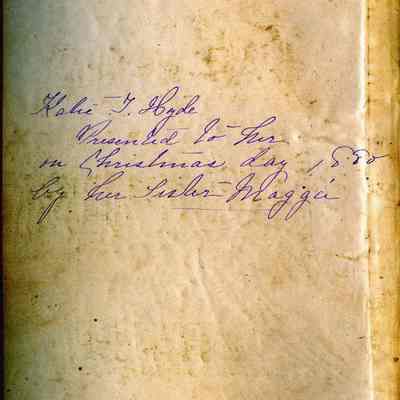 Katie T. Hyde
Presented to her
on Christmas day 1880
by her sister Maggie